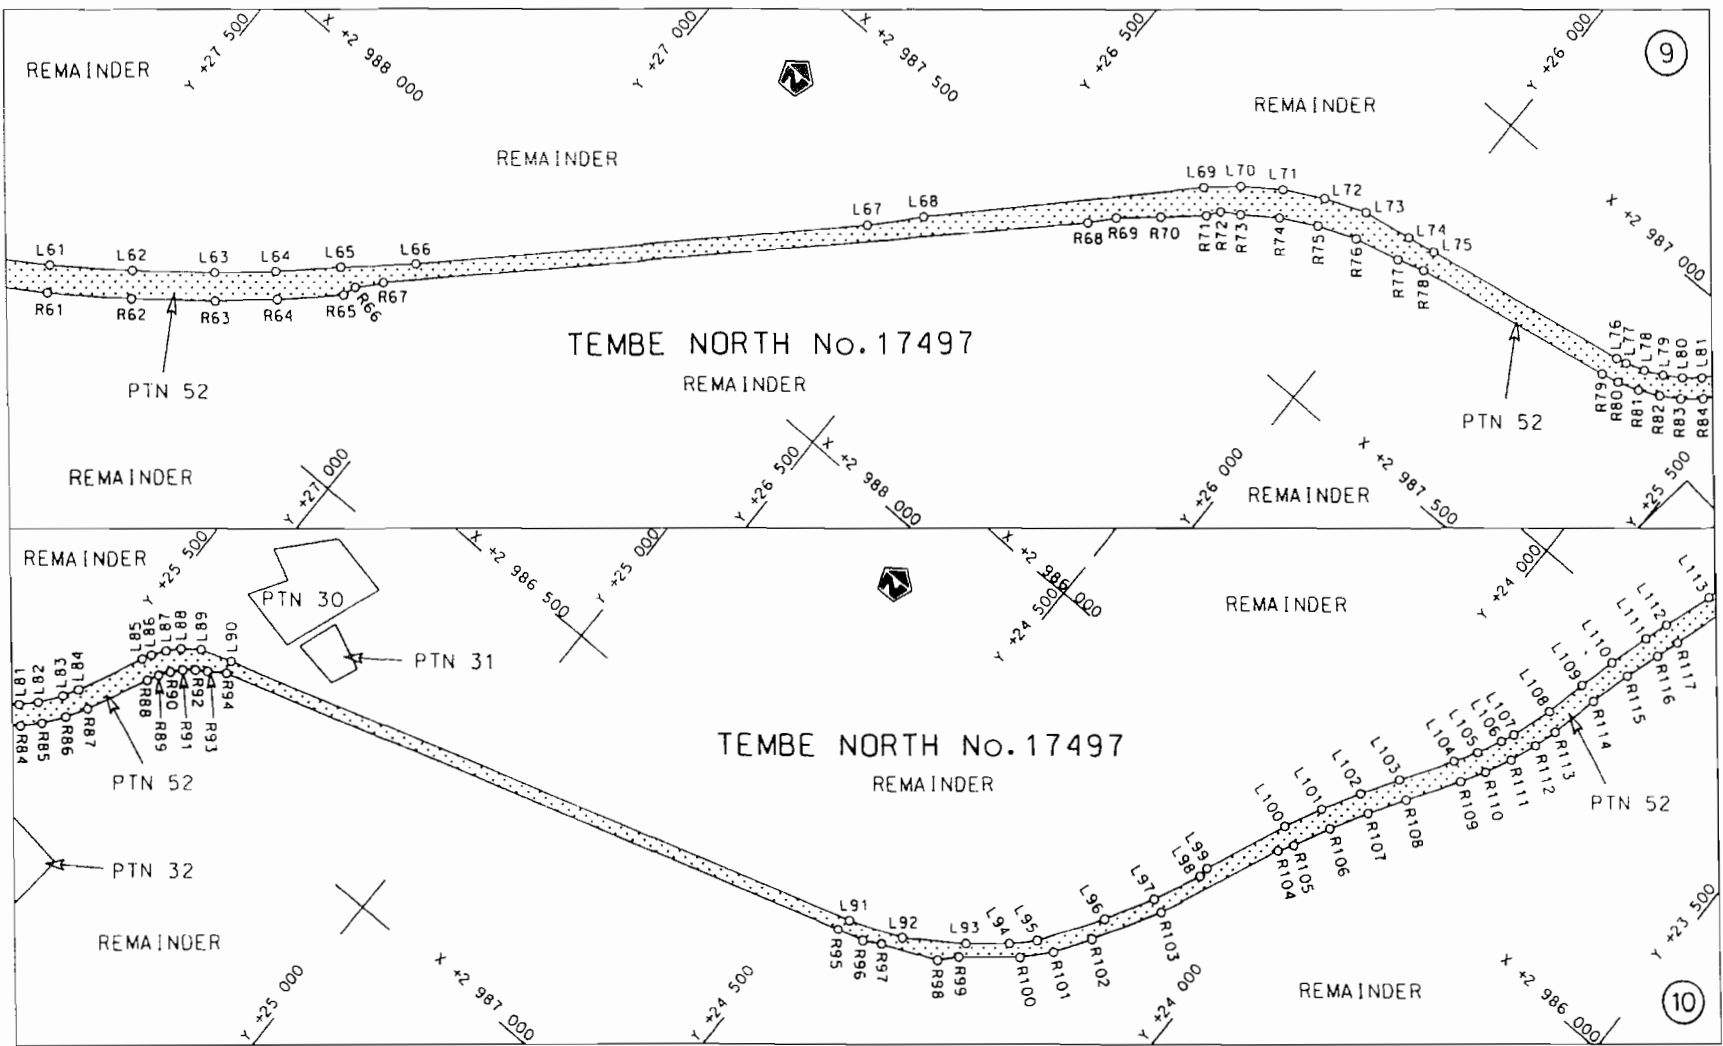 REMAINDER
Y +27 500
X +2 988 000
Y +27 000
X +2 987 500
Y +26 500
Y +26 000
9
REMAINDER
REMAINDER
X +2 987 000
L61
L62
L63
L64
L65
L66
L67
L68
L69
L70
L71
L72
L73
L74
L75
L76
L77
L78
L79
L80
L81
R61
R62
R63
R64
R65
R66
R67
R68
R69
R70
R71
R72
R73
R74
R75
R76
R77
R78
R79
R80
R81
R82
R83
R84
TEMBE NORTH No. 17497
REMAINDER
PTN 52
PTN 52
REMAINDER
Y +27 000
Y +26 500
X +2 988 000
Y +26 000
REMAINDER
X +2 987 500
Y +25 500
REMAINDER
Y +25 500
PTN 30
PTN 31
X +2 986 500
Y +25 000
N
X +2 986 000
Y +24 500
REMAINDER
Y +24 000
L81
L82
L83
L84
L85
L86
L87
L88
L89
L90
L91
L92
L93
L94
L95
L96
L97
L98
L99
L100
L101
L102
L103
L104
L105
L106
L107
L108
L109
L110
L111
L112
L113
R84
R85
R86
R87
R88
R89
R90
R91
R92
R93
R94
R95
R96
R97
R98
R99
R100
R101
R102
R103
R104
R105
R106
R107
R108
R109
R110
R111
R112
R113
R114
R115
R116
R117
TEMBE NORTH No. 17497
REMAINDER
PTN 52
PTN 52
PTN 32
REMAINDER
Y +25 000
X +2 987 000
Y +24 500
Y +24 000
REMAINDER
X +2 986 000
Y +23 500
10